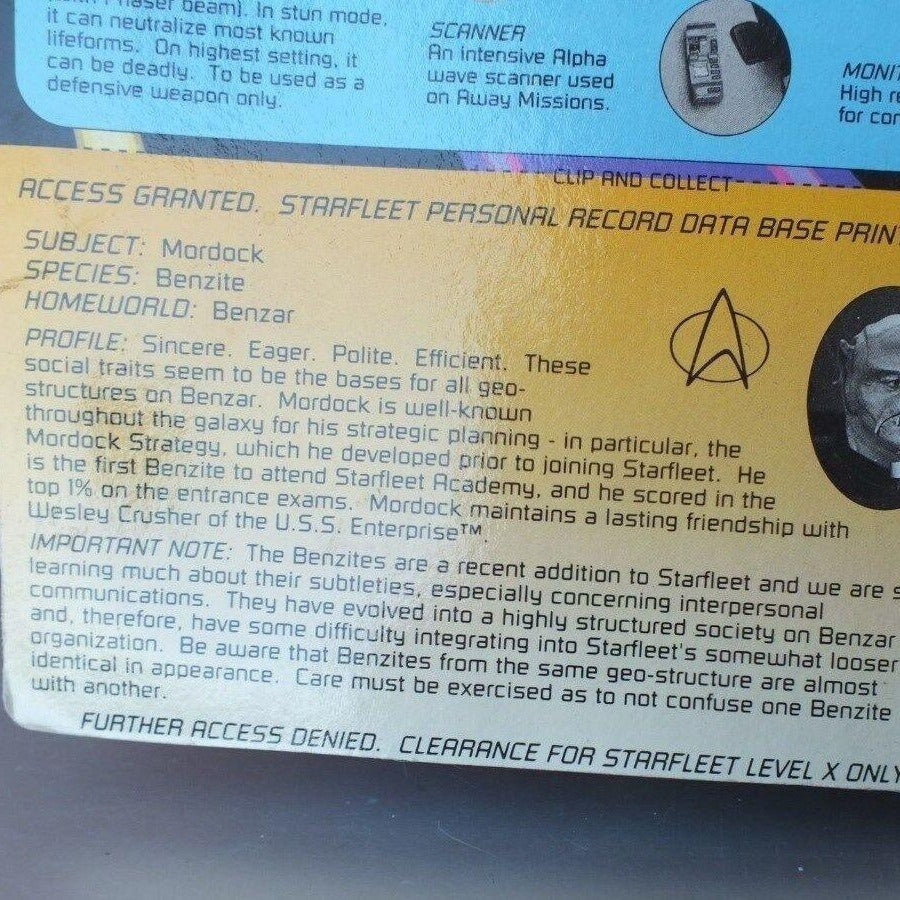 Phaser beam). In stun mode,
it can neutralize most known
lifeforms. On highest setting, it
can be deadly. To be used as a
defensive weapon only.
SCANNER
An intensive Alpha
wave scanner used
on Away Missions.
High
for
CLIP AND COLLECT
ACCESS GRANTED. STARFLEET PERSONAL RECORD DATA BASE
SUBJECT: Mordock
SPECIES: Benzite
HOMEWORLD: Benzar
PROFILE: Sincere. Eager. Polite. Efficient. These
social traits seem to be the bases for all geo-
structures on Benzar. Mordock is well-known
throughout the galaxy for his strategic planning - in particular, the
Mordock Strategy, which he developed prior to joining Starfleet. He
is the first Benzite to attend Starfleet Academy, and he scored in the
top 1% on the entrance exams. Mordock maintains a lasting friendship with
Wesley Crusher of the U.S.S. Enterprise™.
IMPORTANT NOTE: The Benzites are a recent addition to Starfleet and we are
learning much about their subtleties, especially concerning interpersonal
communications. They have evolved into a highly structured society on Benzar
and, therefore, have some difficulty integrating into Starfleet's somewhat looser
organization. Be aware that Benzites from the same geo-structure are almost
identical in appearance. Care must be exercised as to not confuse one Benzite
with another.
FURTHER ACCESS DENIED. CLEARANCE FOR STARFLEET LEVEL X ONLY